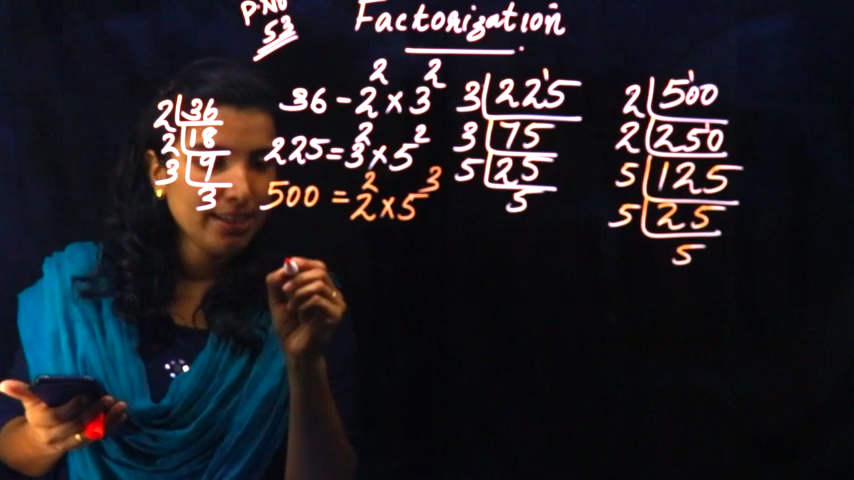 P.No
53
Factorization
2|36
2|18
3|9
3
36 - 2² × 3²
225 = 3² × 5²
500 = 2² × 5³
3|225
3|75
5|25
5
2|500
2|250
5|125
5|25
5